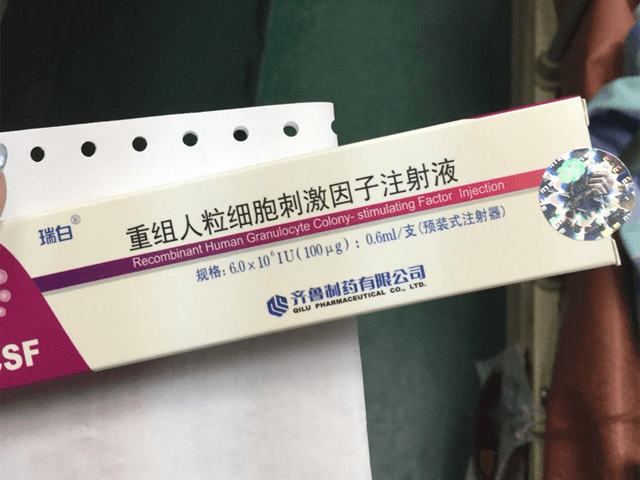 瑞白®
重组人粒细胞刺激因子注射液
Recombinant Human Granulocyte Colony- stimulating Factor Injection
规格: 6.0×10⁶IU(100μg): 0.6ml/支(预装式注射器)
齐鲁制药有限公司
QILU PHARMACEUTICAL CO., LTD.
CSF